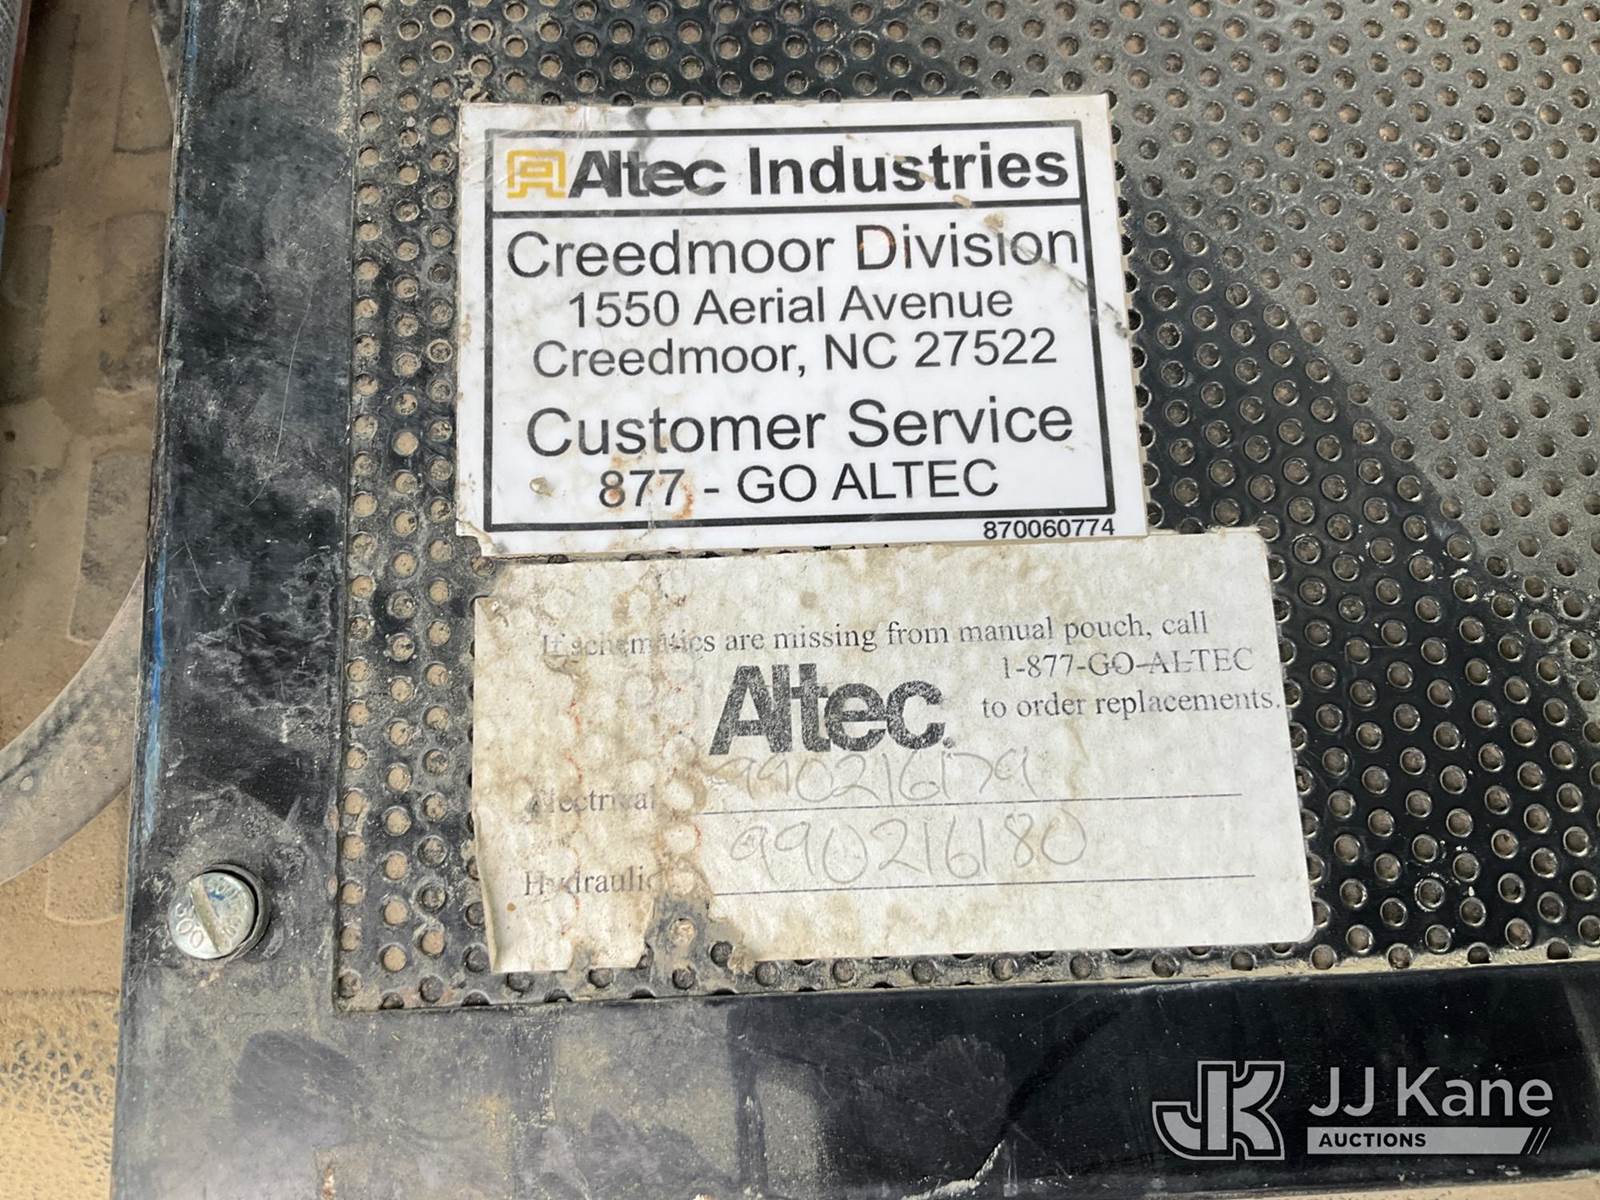 Altec Industries
Creedmoor Division
1550 Aerial Avenue
Creedmoor, NC 27522
Customer Service
877 - GO ALTEC
870060774
If schematics are missing from manual pouch, call
1-877-GO-ALTEC
Altec.
to order replacements.
Electrical 990216179
Hydraulic 990216180
JK JJ Kane
AUCTIONS